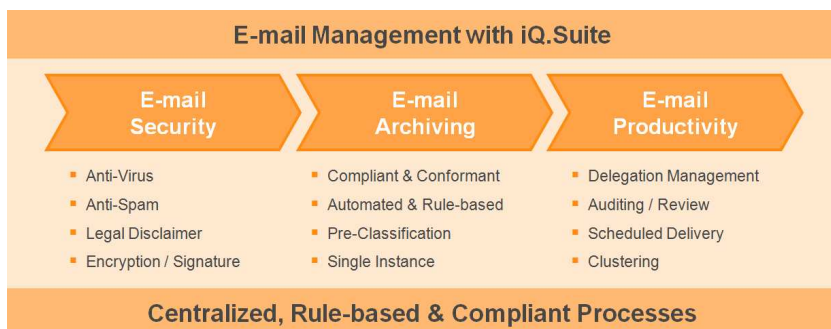 E-mail Management with iQ.Suite
E-mail
Security
E-mail
Archiving
E-mail
Productivity
Anti-Virus
Anti-Spam
Legal Disclaimer
Encryption / Signature
Compliant & Conformant
Automated & Rule-based
Pre-Classification
Single Instance
Delegation Management
Auditing / Review
Scheduled Delivery
Clustering
Centralized, Rule-based & Compliant Processes